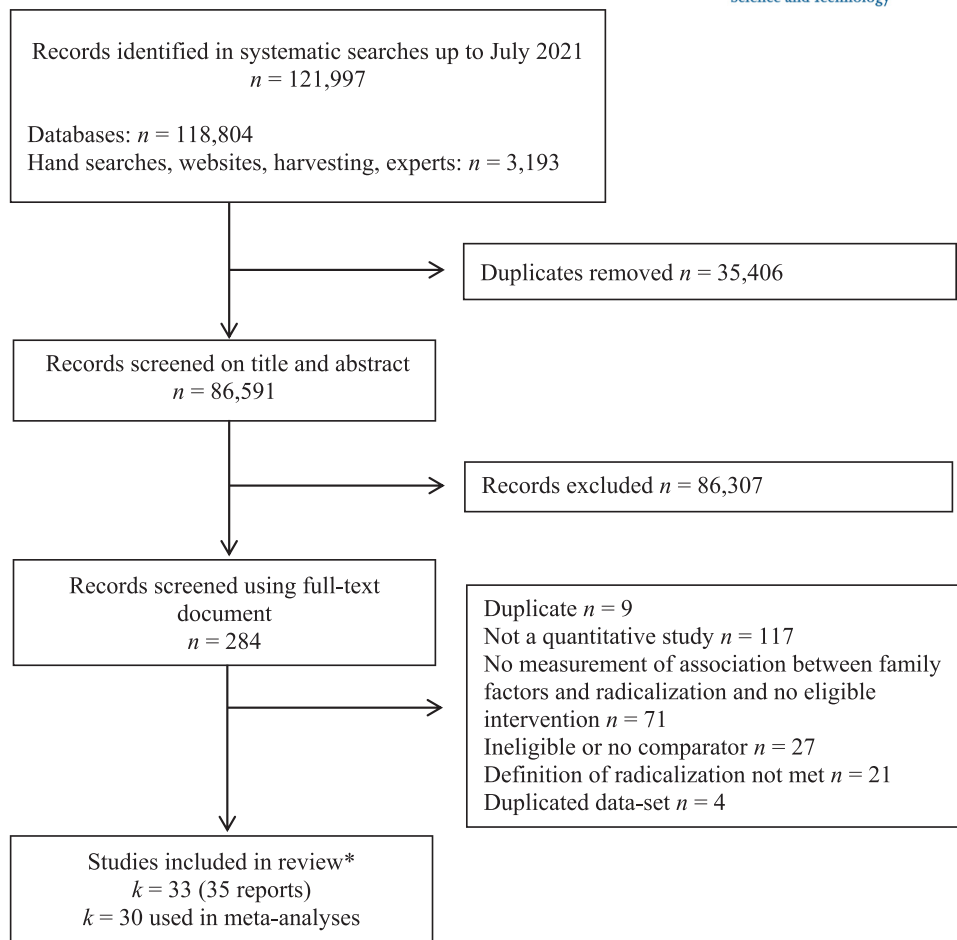 Science and Technology
Records identified in systematic searches up to July 2021
n = 121,997
Databases: n = 118,804
Hand searches, websites, harvesting, experts: n = 3,193
Duplicates removed n = 35,406
Records screened on title and abstract
n = 86,591
Records excluded n = 86,307
Records screened using full-text
document
n = 284
Duplicate n = 9
Not a quantitative study n = 117
No measurement of association between family
factors and radicalization and no eligible
intervention n = 71
Ineligible or no comparator n = 27
Definition of radicalization not met n = 21
Duplicated data-set n = 4
Studies included in review*
k = 33 (35 reports)
k = 30 used in meta-analyses